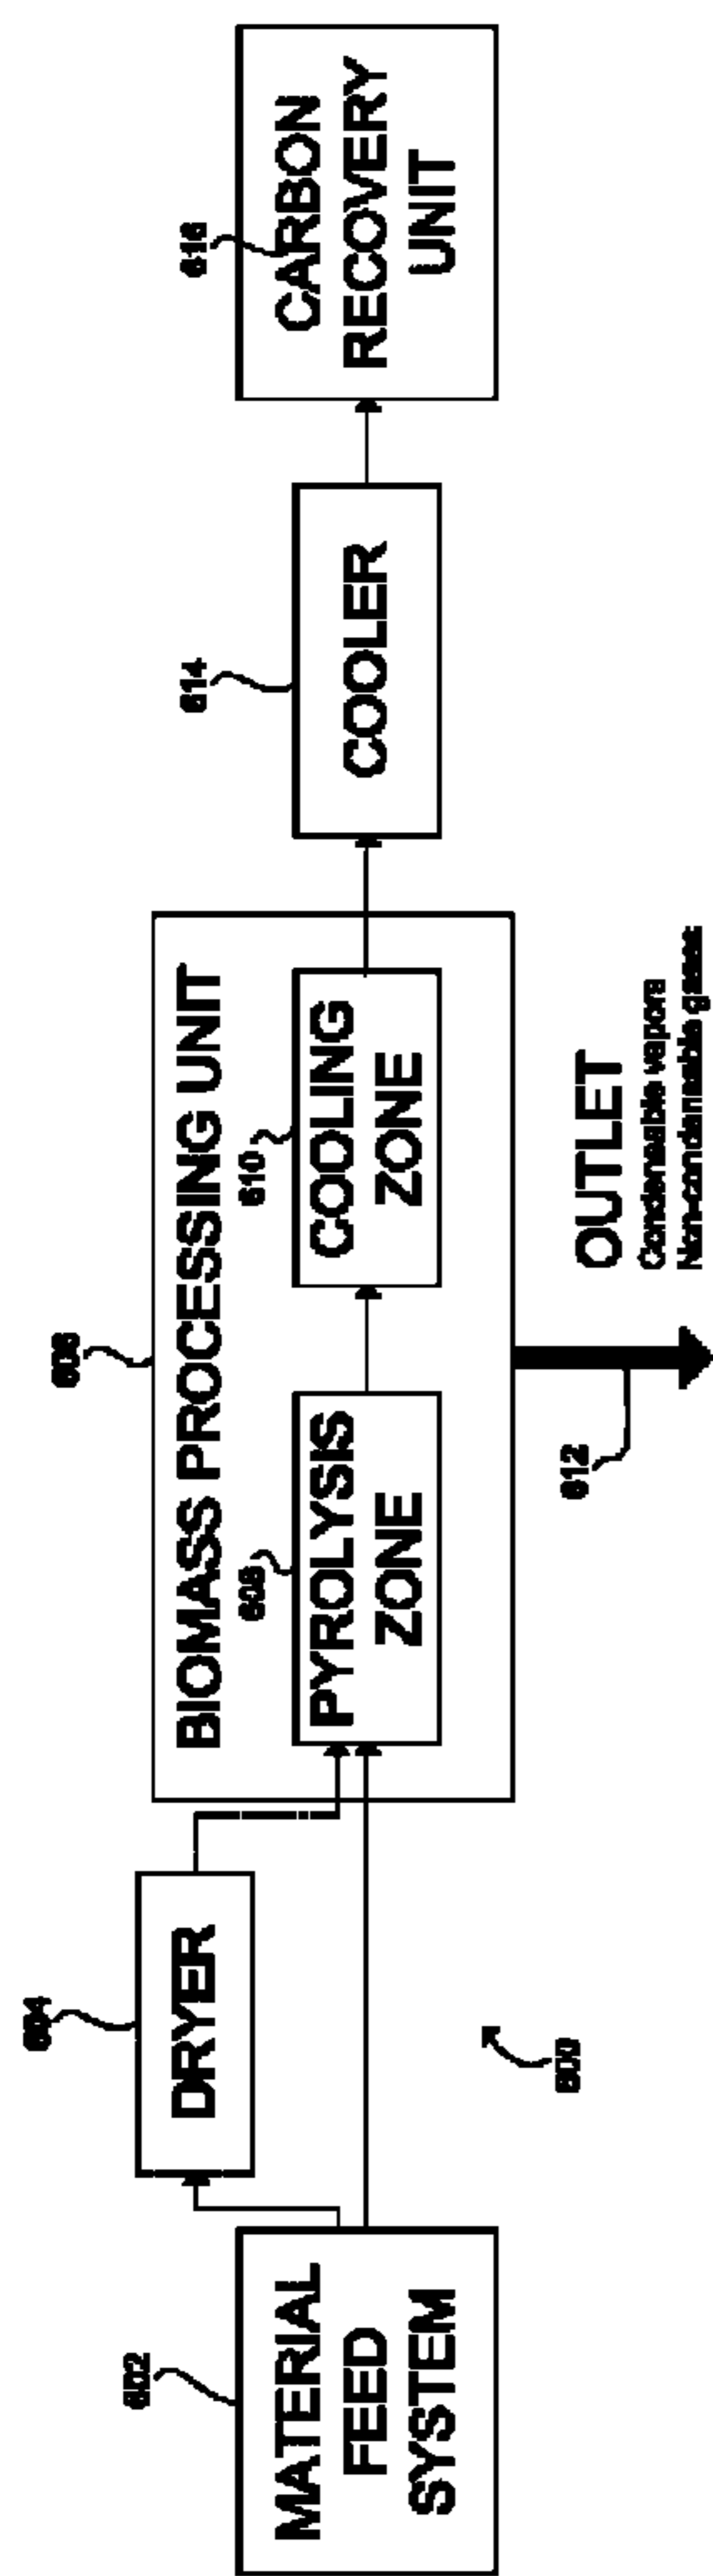 602
MATERIAL
FEED
SYSTEM
604
DRYER
600
606
BIOMASS PROCESSING UNIT
608
PYROLYSIS
ZONE
610
COOLING
ZONE
612
OUTLET
Condensable vapors
Non-condensable gases
614
COOLER
616
CARBON
RECOVERY
UNIT